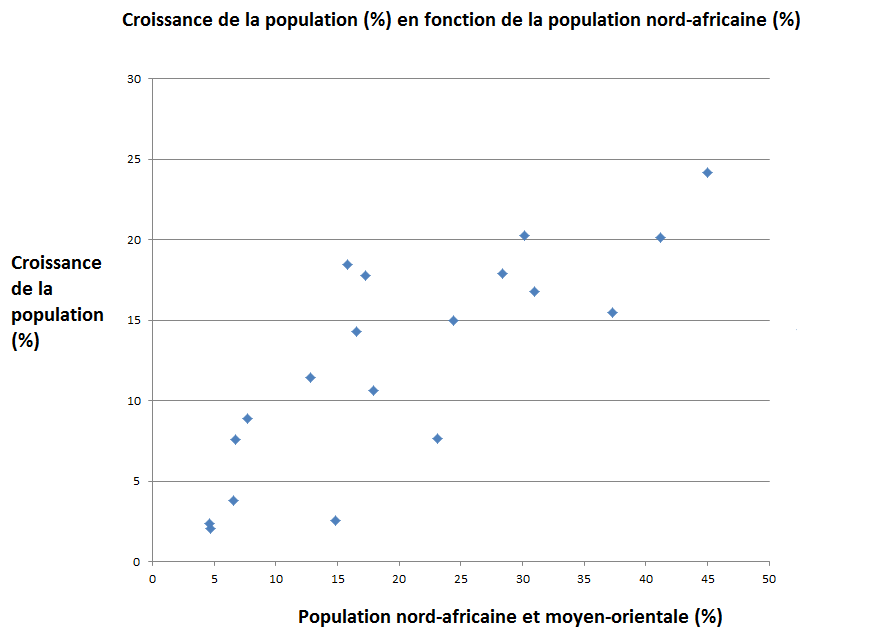 Croissance de la population (%) en fonction de la population nord-africaine (%)
30
25
20
15
10
5
0
Croissance
de la
population
(%)
0 5 10 15 20 25 30 35 40 45 50
Population nord-africaine et moyen-orientale (%)